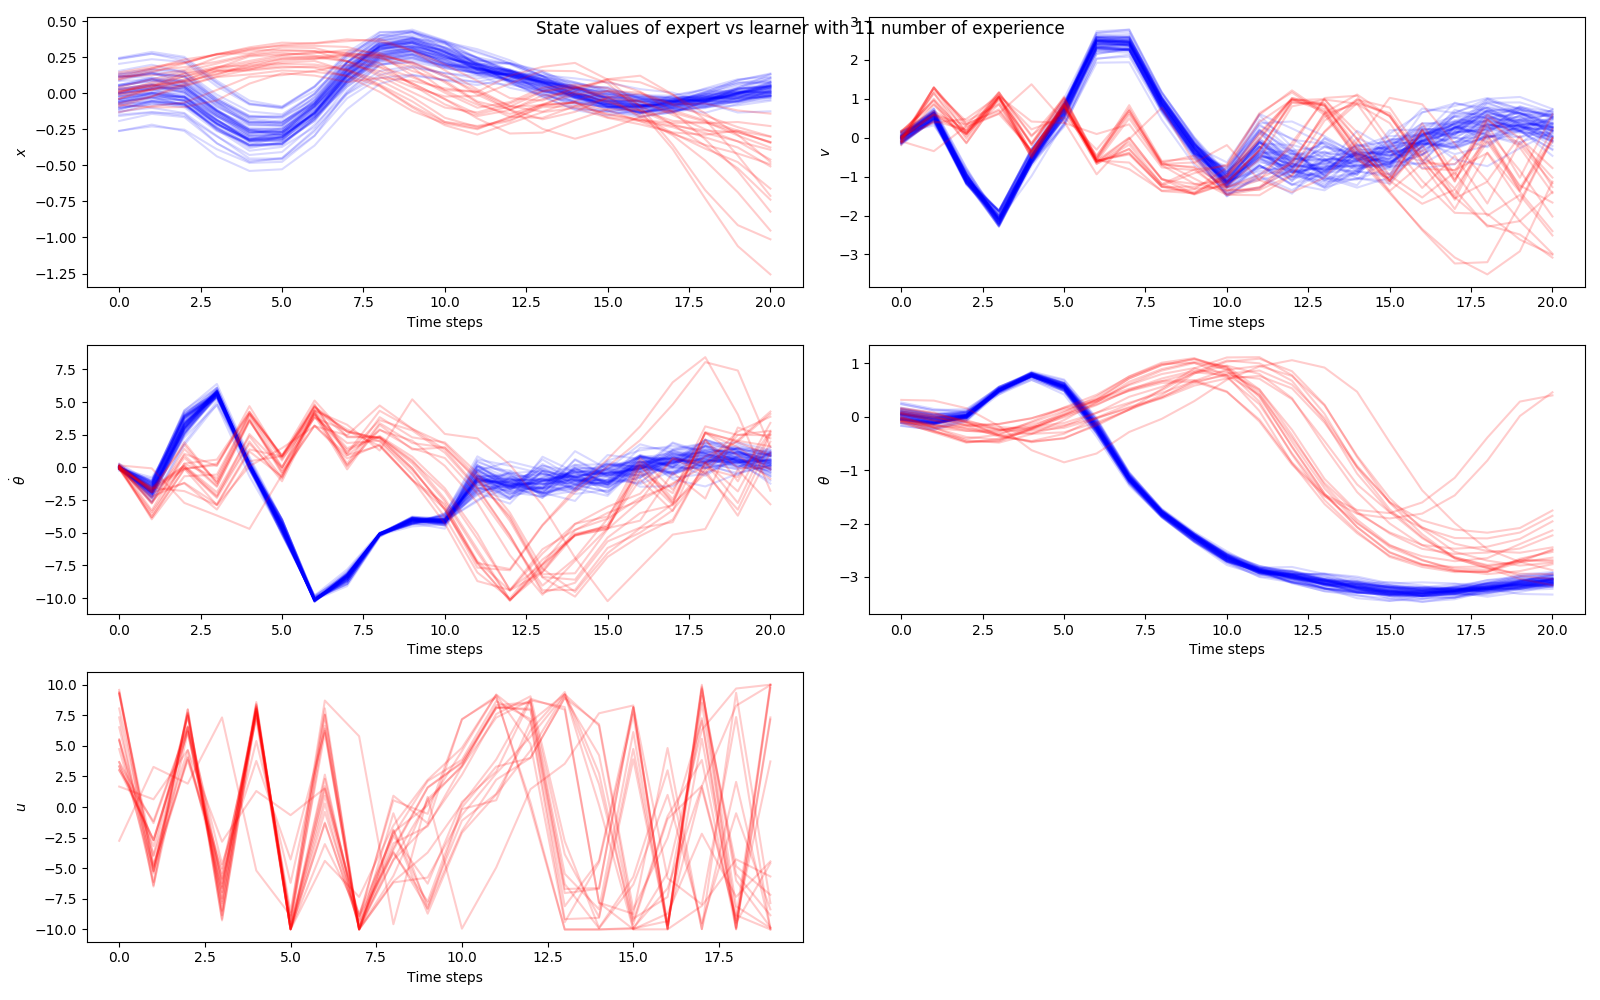 State values of expert vs learner with 11 number of experience
0.50
0.25
0.00
−0.25
−0.50
−0.75
−1.00
−1.25
x
0.0 2.5 5.0 7.5 10.0 12.5 15.0 17.5 20.0
Time steps
3
2
1
0
−1
−2
−3
v
0.0 2.5 5.0 7.5 10.0 12.5 15.0 17.5 20.0
Time steps
7.5
5.0
2.5
0.0
−2.5
−5.0
−7.5
−10.0
θ̇
0.0 2.5 5.0 7.5 10.0 12.5 15.0 17.5 20.0
Time steps
1
0
−1
−2
−3
θ
0.0 2.5 5.0 7.5 10.0 12.5 15.0 17.5 20.0
Time steps
10.0
7.5
5.0
2.5
0.0
−2.5
−5.0
−7.5
−10.0
u
0.0 2.5 5.0 7.5 10.0 12.5 15.0 17.5
Time steps